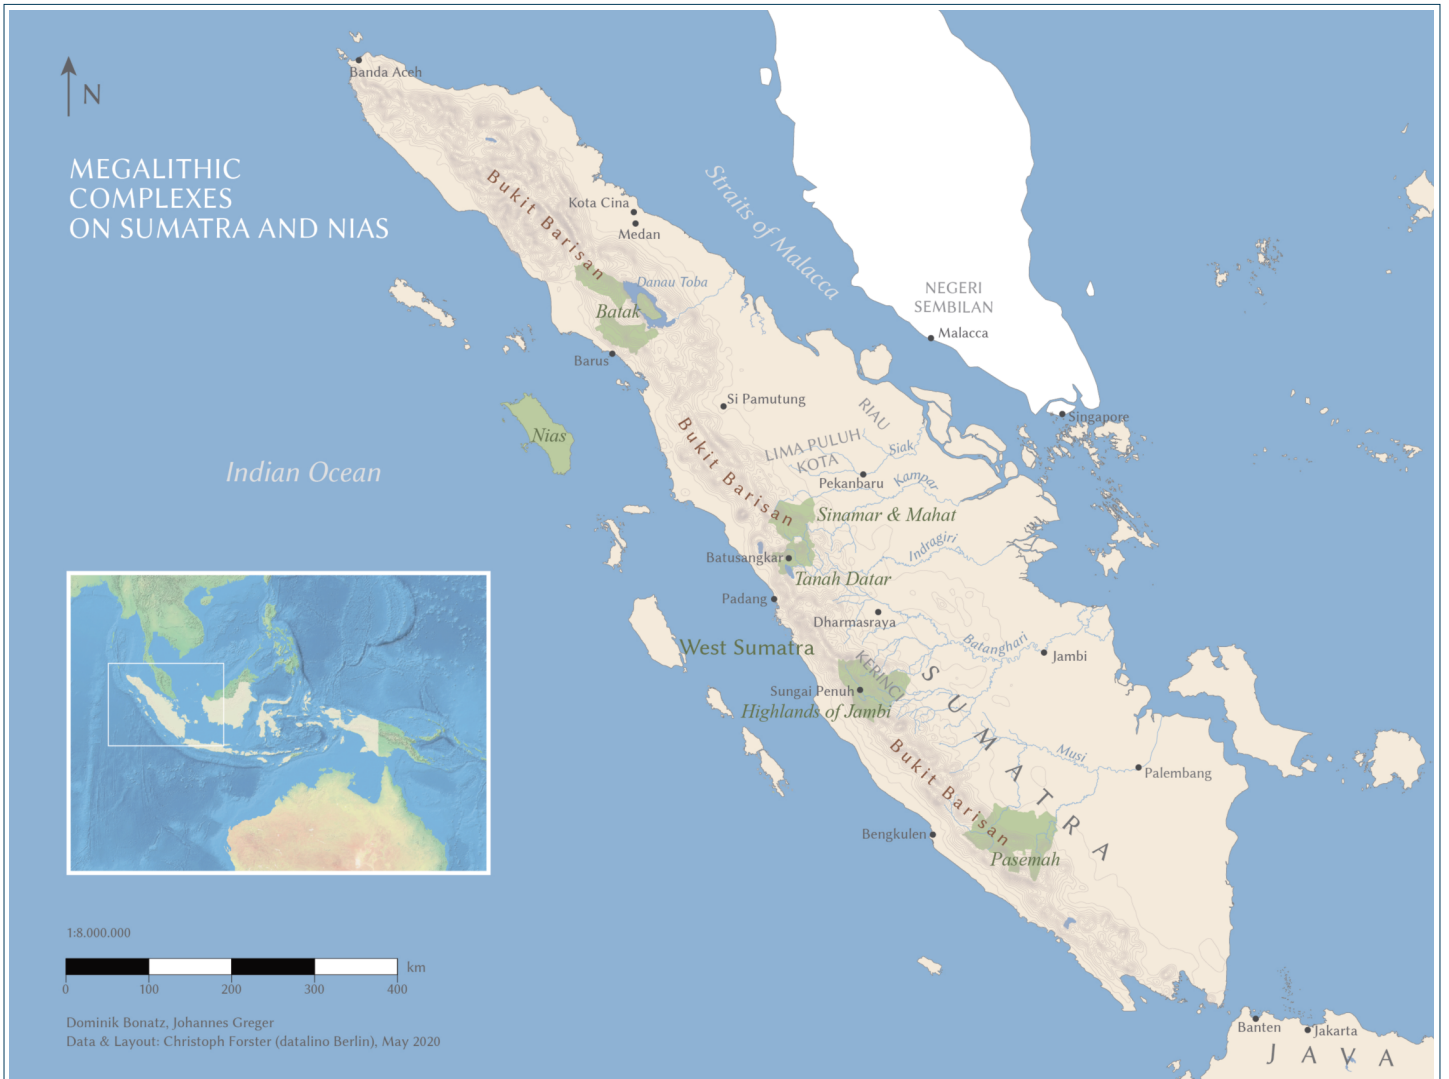 N
MEGALITHIC
COMPLEXES
ON SUMATRA AND NIAS
Banda Aceh
Bukit Barisan
Kota Cina
Medan
Straits of Malacca
Danau Toba
Batak
Barus
NEGERI
SEMBILAN
Malacca
Singapore
Nias
Si Pamutung
Indian Ocean
RIAU
LIMA PULUH
KOTA
Siak
Pekanbaru
Kampar
Bukit Barisan
Sinamar & Mahat
Indragiri
Batusangkar
Tanah Datar
Padang
Dharmasraya
West Sumatra
Batanghari
Jambi
KERINCI
Sungai Penuh
Highlands of Jambi
SUMATRA
Bukit Barisan
Musi
Palembang
Bengkulen
Pasemah
Banten
Jakarta
JAVA
1:8.000.000
km
0 100 200 300 400
Dominik Bonatz, Johannes Greger
Data & Layout: Christoph Forster (datalino Berlin), May 2020